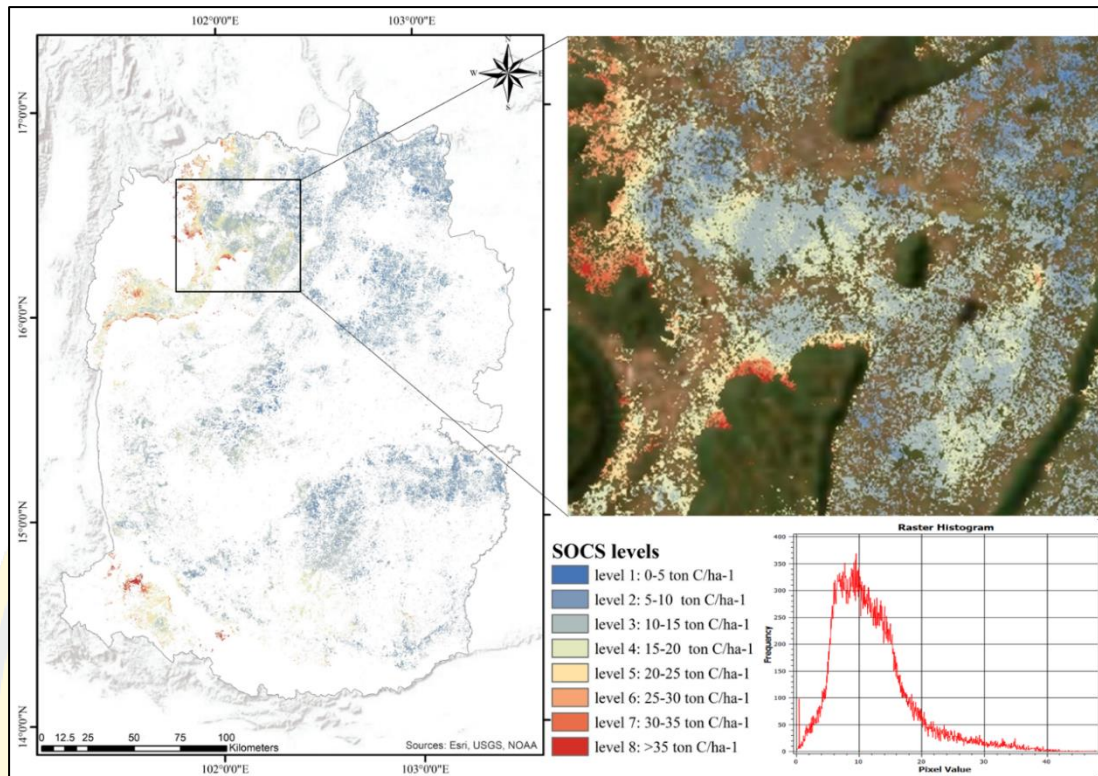 102°0'0"E
103°0'0"E
N
W
E
S
17°0'0"N
16°0'0"N
15°0'0"N
14°0'0"N
0 12.5 25 50 75 100
Kilometers
Sources: Esri, USGS, NOAA
102°0'0"E
103°0'0"E
SOCS levels
level 1: 0-5 ton C/ha-1
level 2: 5-10 ton C/ha-1
level 3: 10-15 ton C/ha-1
level 4: 15-20 ton C/ha-1
level 5: 20-25 ton C/ha-1
level 6: 25-30 ton C/ha-1
level 7: 30-35 ton C/ha-1
level 8: >35 ton C/ha-1
Raster Histogram
Frequency
400
350
300
250
200
150
100
50
0
0 10 20 30 40
Pixel Value